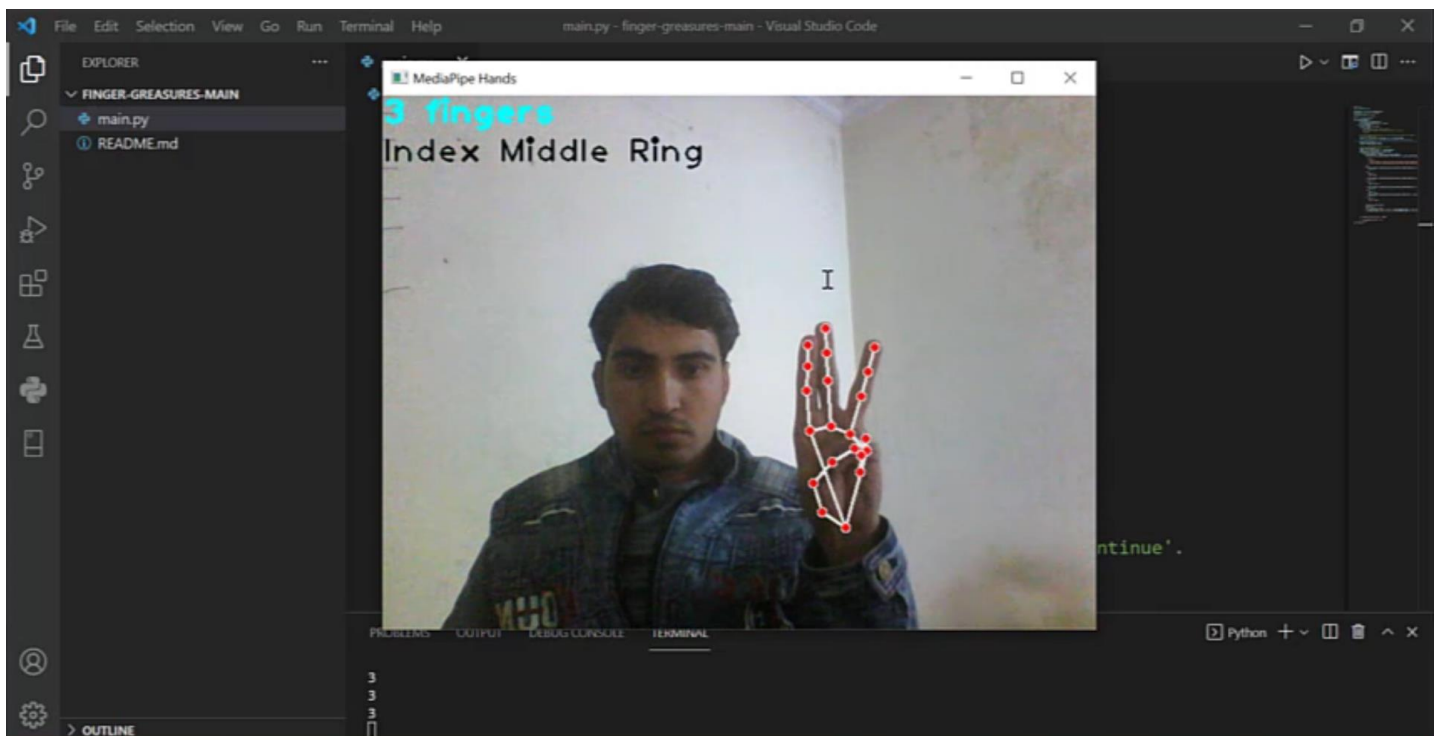 File Edit Selection View Go Run Terminal Help main.py - finger-greasures-main - Visual Studio Code
EXPLORER
FINGER-GREASURES-MAIN
main.py
README.md
OUTLINE
MediaPipe Hands
3 fingers
Index Middle Ring
ntinue'.
PROBLEMS OUTPUT DEBUG CONSOLE TERMINAL
Python
3
3
3